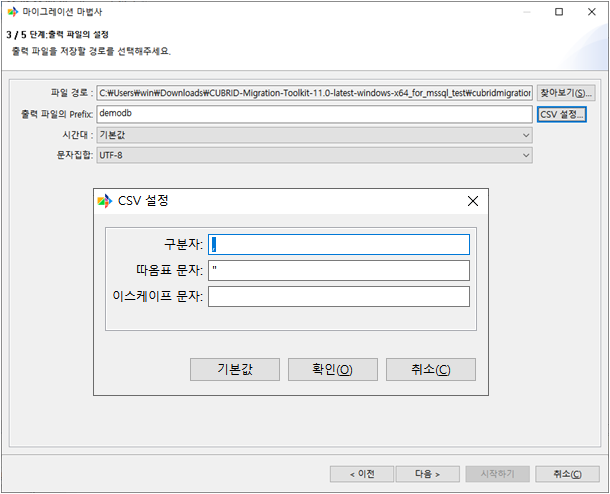 마이그레이션 마법사
3 / 5 단계:출력 파일의 설정
출력 파일을 저장할 경로를 선택해주세요.
파일 경로 : C:₩Users₩win₩Downloads₩CUBRID-Migration-Toolkit-11.0-latest-windows-x64_for_mssql_test₩cubridmigration 찾아보기(S)...
출력 파일의 Prefix: demodb CSV 설정...
시간대 : 기본값
문자집합: UTF-8
CSV 설정
구분자: ,
따옴표 문자: "
이스케이프 문자:
기본값 확인(O) 취소(C)
< 이전 다음 > 시작하기 취소(C)